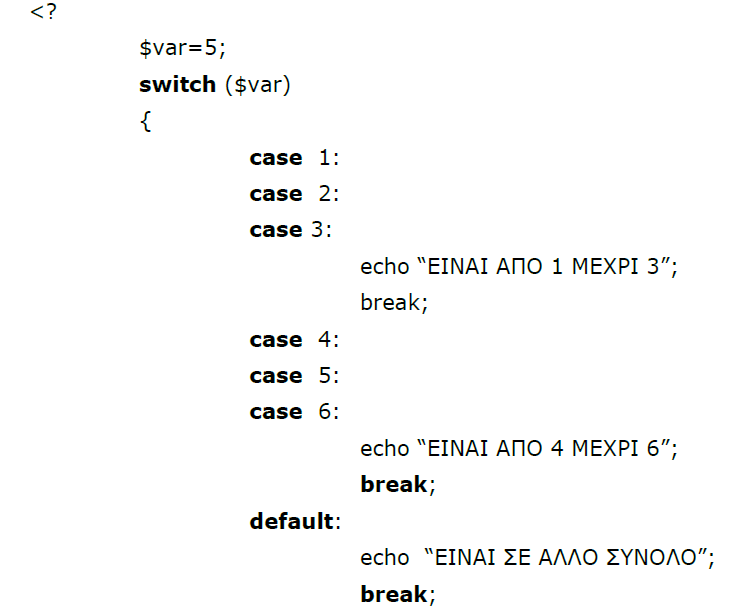 <?
$var=5;
switch ($var)
{
case 1:
case 2:
case 3:
echo “ΕΙΝΑΙ ΑΠΟ 1 ΜΕΧΡΙ 3”;
break;
case 4:
case 5:
case 6:
echo “ΕΙΝΑΙ ΑΠΟ 4 ΜΕΧΡΙ 6”;
break;
default:
echo “ΕΙΝΑΙ ΣΕ ΑΛΛΟ ΣΥΝΟΛΟ”;
break;